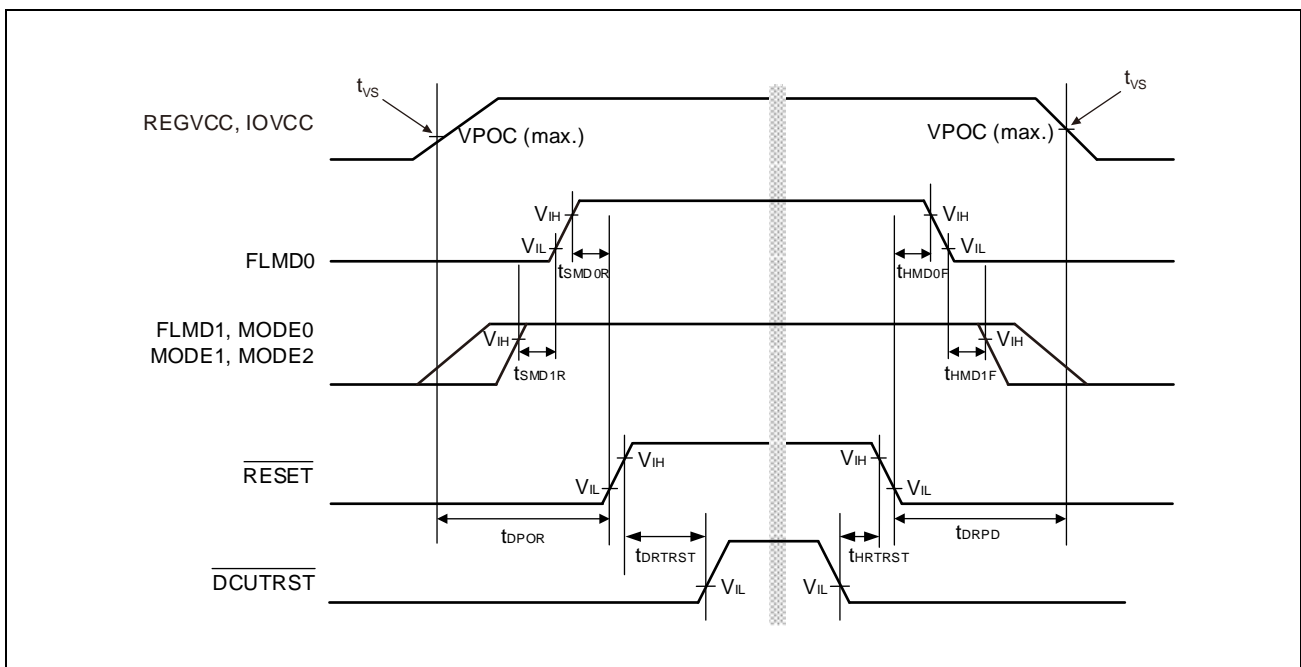 tVS
tVS
REGVCC, IOVCC
VPOC (max.)
VPOC (max.)
VIH
VIH
VIL
VIL
FLMD0
tSMD0R
tHMD0F
FLMD1, MODE0
MODE1, MODE2
VIH
VIH
tSMD1R
tHMD1F
RESET
VIH
VIH
VIL
VIL
tDPOR
tDRTRST
tHRTRST
tDRPD
DCUTRST
VIL
VIL